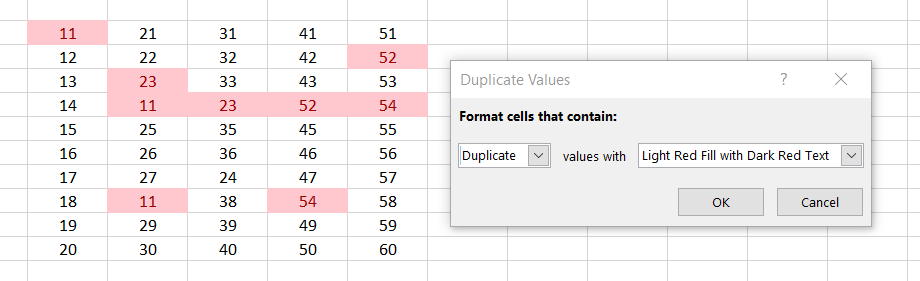 11 21 31 41 51
12 22 32 42 52
13 23 33 43 53
14 11 23 52 54
15 25 35 45 55
16 26 36 46 56
17 27 24 47 57
18 11 38 54 58
19 29 39 49 59
20 30 40 50 60
Duplicate Values ?
Format cells that contain:
Duplicate values with Light Red Fill with Dark Red Text
OK Cancel